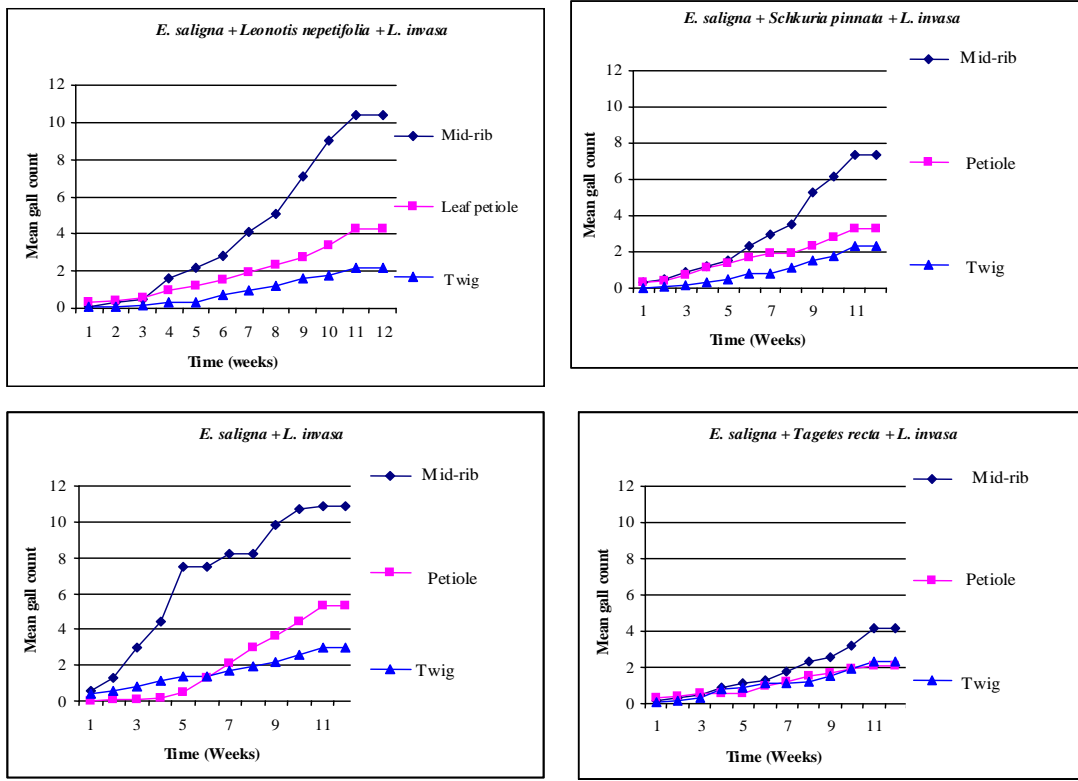 E. saligna + Leonotis nepetifolia + L. invasa
12
10
8
6
4
2
0
Mean gall count
1 2 3 4 5 6 7 8 9 10 11 12
Time (weeks)
Mid-rib
Leaf petiole
Twig
E. saligna + Schkuria pinnata + L. invasa
12
10
8
6
4
2
0
Mean gall count
1 3 5 7 9 11
Time (Weeks)
Mid-rib
Petiole
Twig
E. saligna + L. invasa
12
10
8
6
4
2
0
Mean gall count
1 3 5 7 9 11
Time (Weeks)
Mid-rib
Petiole
Twig
E. saligna + Tagetes recta + L. invasa
12
10
8
6
4
2
0
Mean gall count
1 3 5 7 9 11
Time (Weeks)
Mid-rib
Petiole
Twig